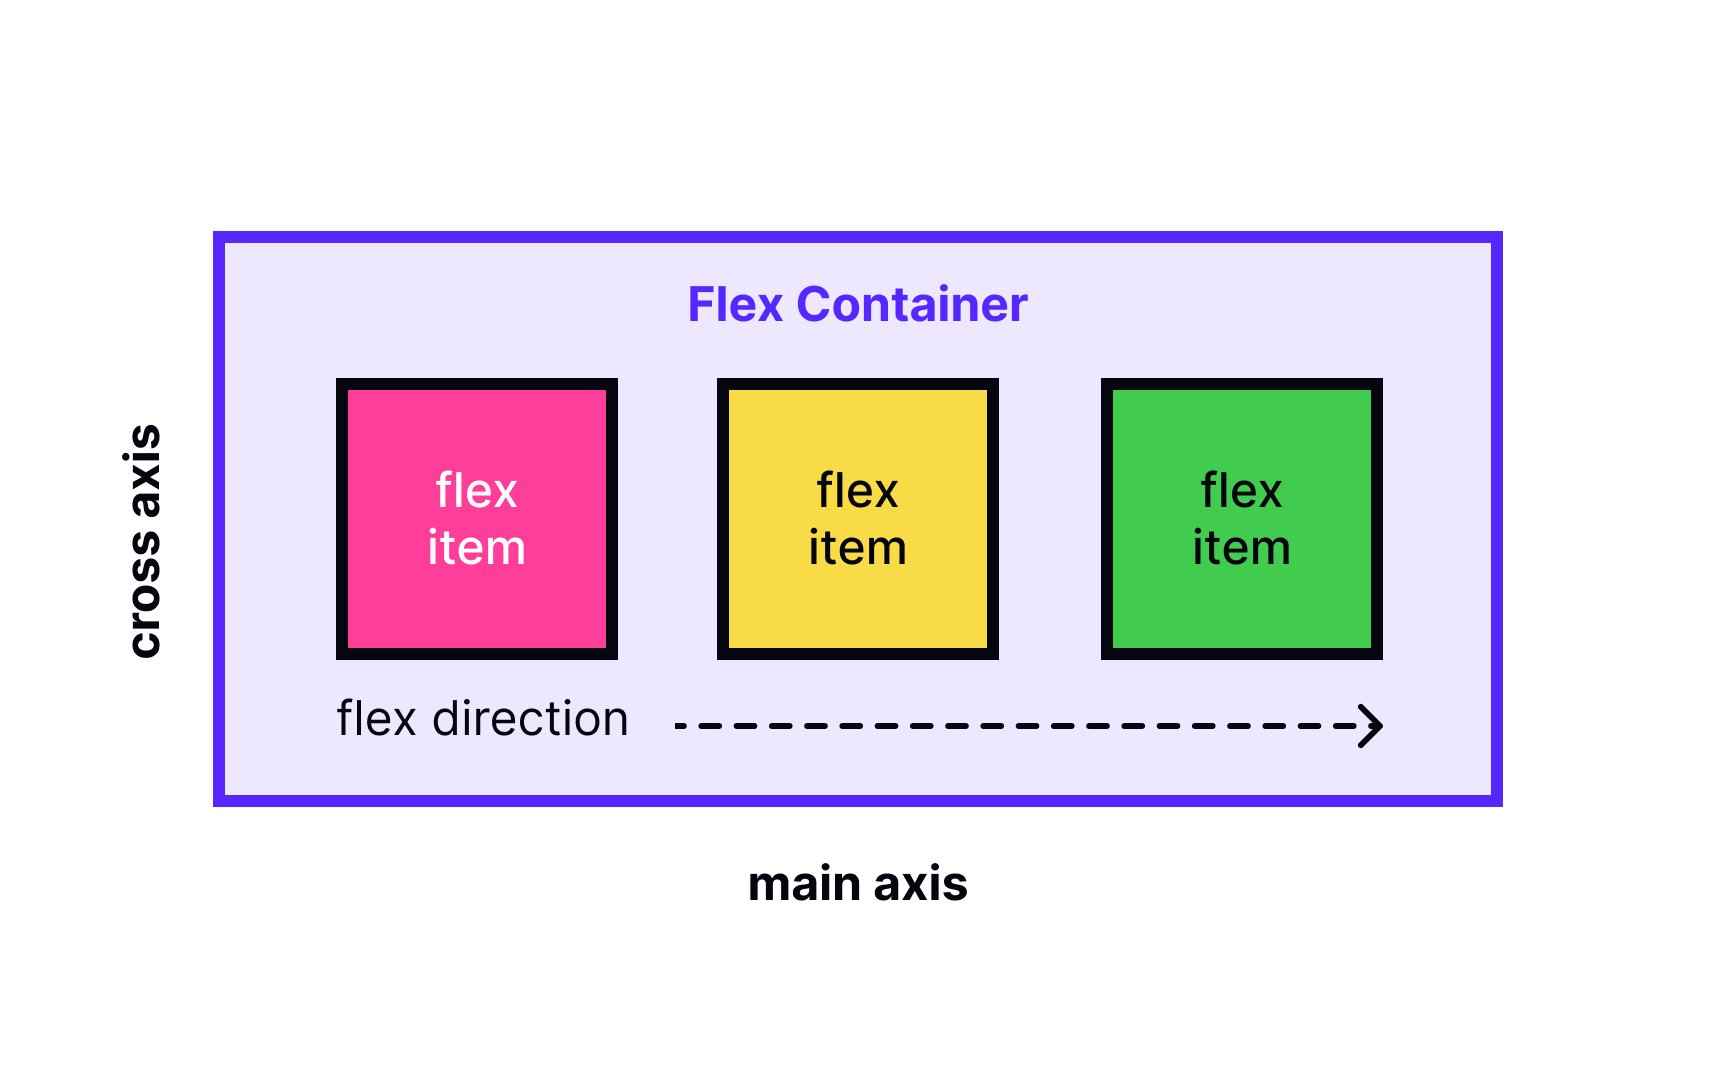 Flex Container
cross axis
flex
item
flex
item
flex
item
flex direction
main axis